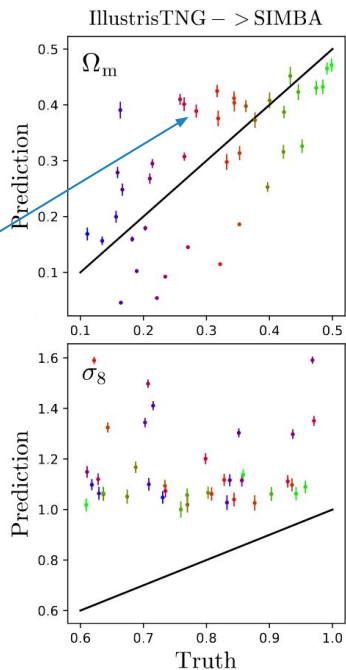 IllustrisTNG − > SIMBA
Ωm
Prediction
0.5
0.4
0.3
0.2
0.1
0.1 0.2 0.3 0.4 0.5
σ8
Prediction
1.6
1.4
1.2
1.0
0.8
0.6
0.6 0.7 0.8 0.9 1.0
Truth